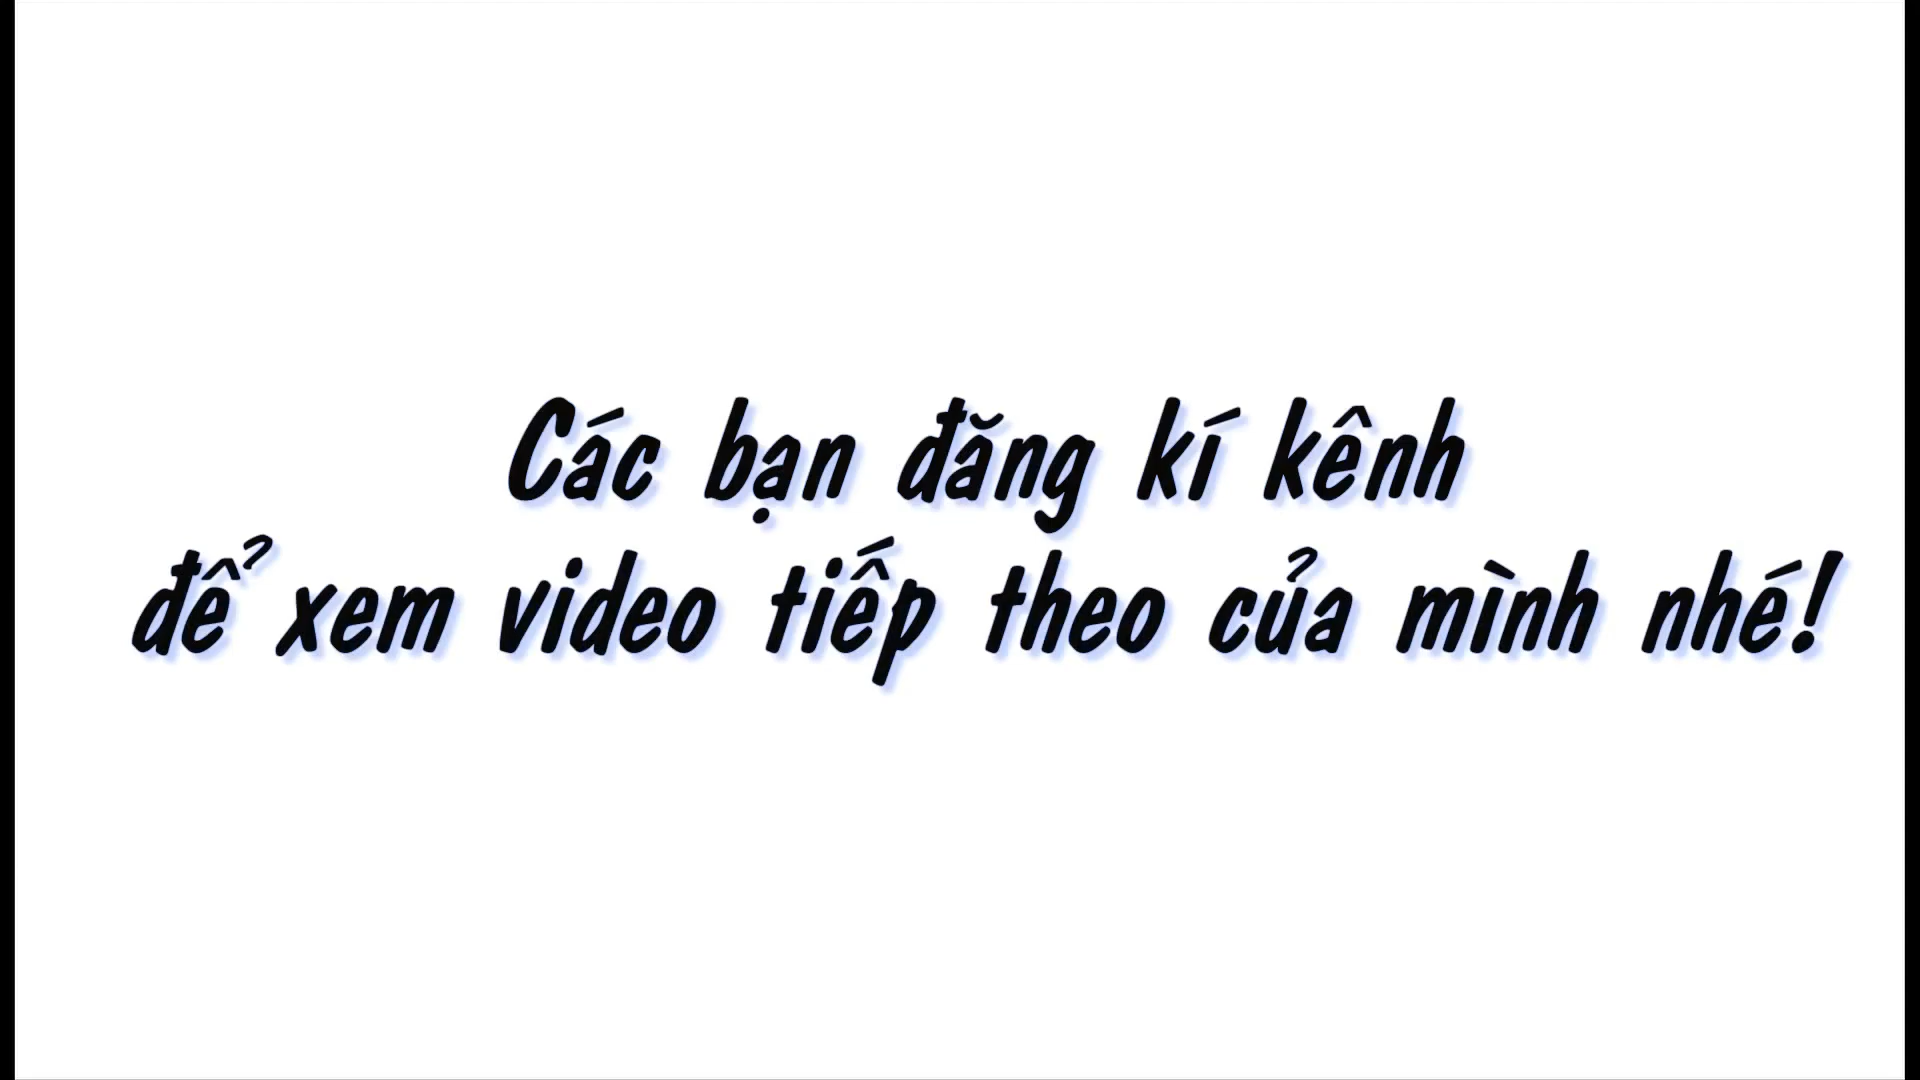 Các bạn đăng kí kênh
để xem video tiếp theo của mình nhé!